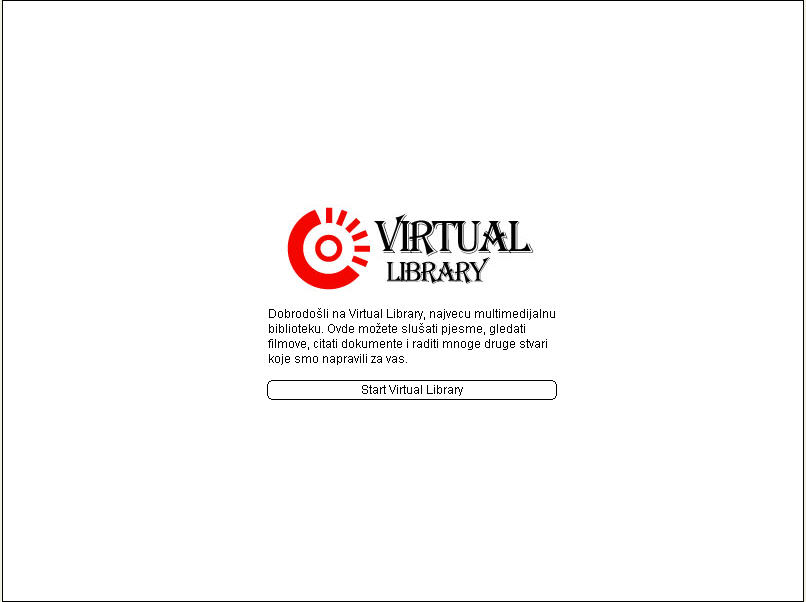 VIRTUAL
LIBRARY
Dobrodošli na Virtual Library, najvecu multimedijalnu
biblioteku. Ovde možete slušati pjesme, gledati
filmove, citati dokumente i raditi mnoge druge stvari
koje smo napravili za vas.
Start Virtual Library